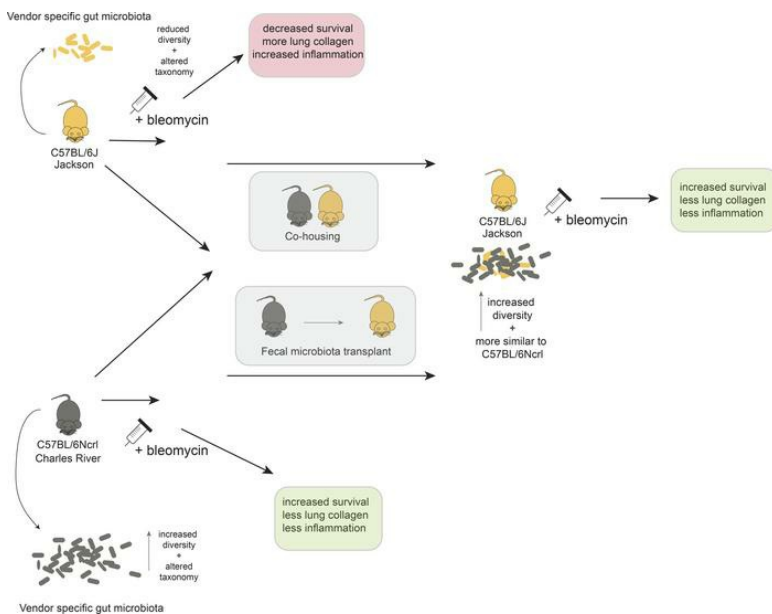 Vendor specific gut microbiota
reduced
diversity
+
altered
taxonomy
decreased survival
more lung collagen
increased inflammation
+ bleomycin
C57BL/6J
Jackson
Co-housing
C57BL/6J
Jackson
+ bleomycin
increased survival
less lung collagen
less inflammation
increased
diversity
+
more similar to
C57BL/6Ncrl
Fecal microbiota transplant
C57BL/6Ncrl
Charles River
+ bleomycin
increased survival
less lung collagen
less inflammation
increased
diversity
+
altered
taxonomy
Vendor specific gut microbiota